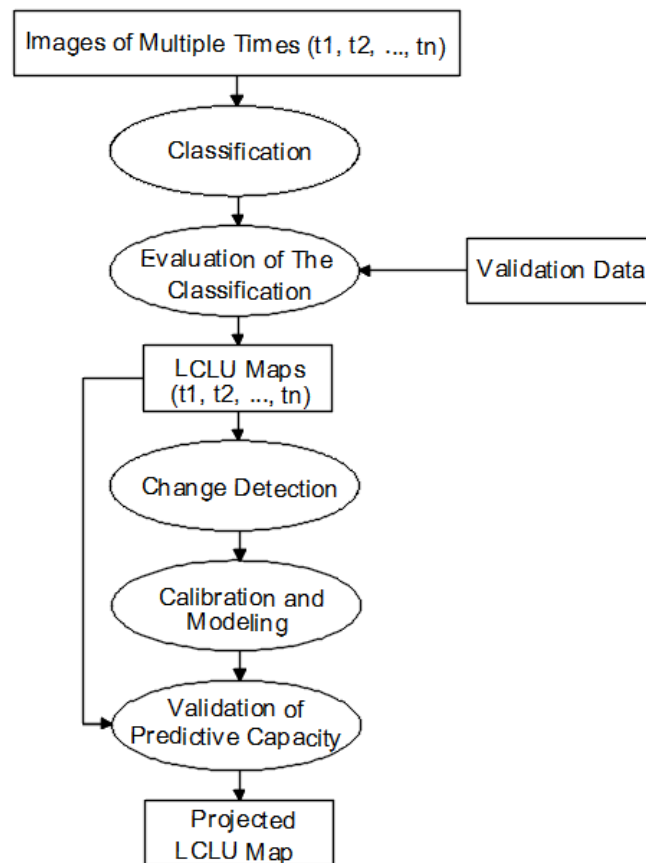 Images of Multiple Times (t1, t2, ..., tn)
Classification
Evaluation of The
Classification
Validation Data
LCLU Maps
(t1, t2, ..., tn)
Change Detection
Calibration and
Modeling
Validation of
Predictive Capacity
Projected
LCLU Map